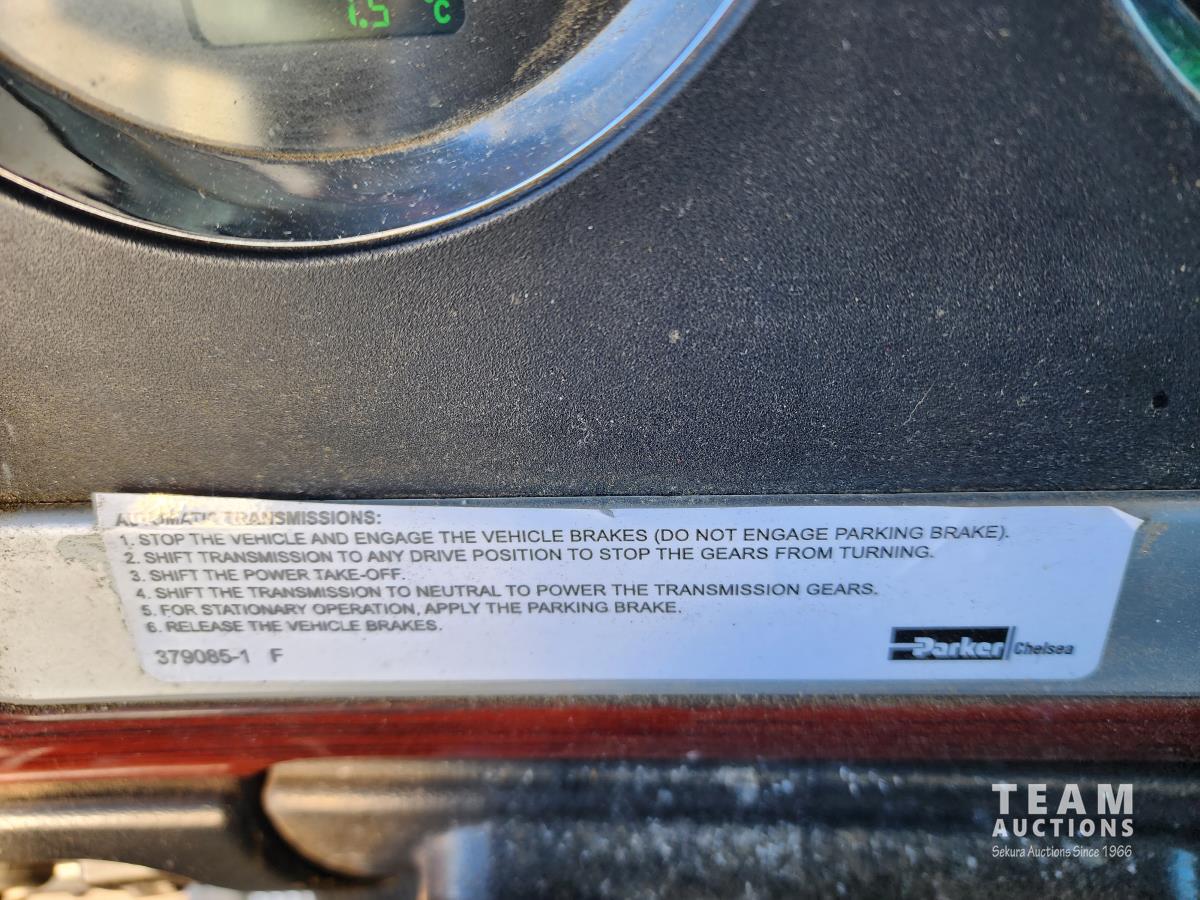 1.5 °C
AUTOMATIC TRANSMISSIONS:
1. STOP THE VEHICLE AND ENGAGE THE VEHICLE BRAKES (DO NOT ENGAGE PARKING BRAKE).
2. SHIFT TRANSMISSION TO ANY DRIVE POSITION TO STOP THE GEARS FROM TURNING.
3. SHIFT THE POWER TAKE-OFF.
4. SHIFT THE TRANSMISSION TO NEUTRAL TO POWER THE TRANSMISSION GEARS.
5. FOR STATIONARY OPERATION, APPLY THE PARKING BRAKE.
6. RELEASE THE VEHICLE BRAKES.
379085-1 F
Parker Chelsea
TEAM
AUCTIONS
Sekura Auctions Since 1966